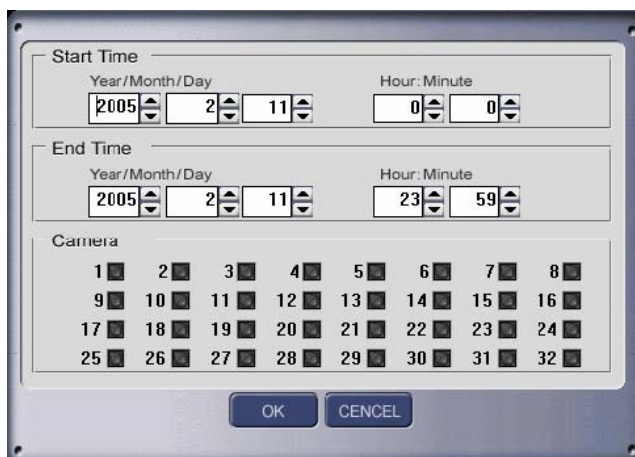 Start Time
Year/Month/Day Hour:Minute
2005 2 11 0 0
End Time
Year/Month/Day Hour:Minute
2005 2 11 23 59
Camera
1 2 3 4 5 6 7 8
9 10 11 12 13 14 15 16
17 18 19 20 21 22 23 24
25 26 27 28 29 30 31 32
OK CENCEL